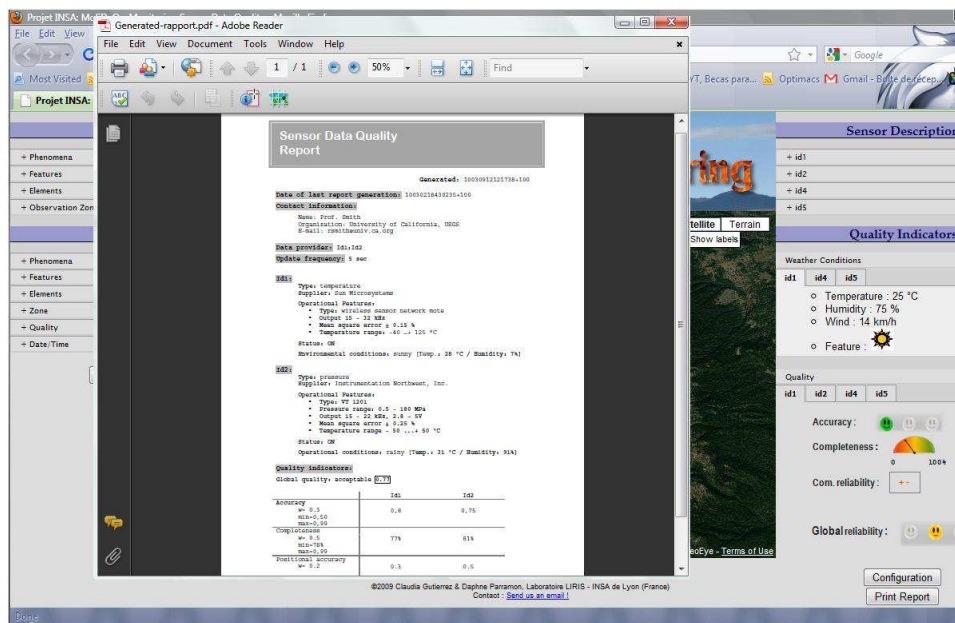 Projet INSA: Mo
Generated-rapport.pdf - Adobe Reader
File Edit View
File Edit View Document Tools Window Help
1 / 1 50% Find
Google
Most Visited
YT, Becas para...
Optimacs
Gmail - Boîte de récep...
Projet INSA:
+ Phenomena
+ Features
+ Elements
+ Observation Zon
+ Phenomena
+ Features
+ Elements
+ Zone
+ Quality
+ Date/Time
Sensor Data Quality
Report
Generated: 10030912121738+100
Date of last report generation: 10030218430235+100
Contact information:
Name: Prof. Smith
Organization: University of California, UEGS
E-mail: rsmith@univ.ca.org
Data provider: Id1;Id2
Update frequency: 5 sec
Id1:
Type: temperature
Supplier: Sun Microsystems
Operational Features:
• Type: wireless sensor network mote
• Output 15 - 32 kHz
• Mean square error ± 0.15 %
• Temperature range: -40 .. 125 °C
Status: ON
Environmental conditions: sunny (Temp.: 28 °C / Humidity: 7%)
Id2:
Type: pressure
Supplier: Instrumentation Northwest, Inc.
Operational Features:
• Type: VT 1201
• Pressure range: 0.5 - 180 MPa
• Output 15 - 22 kHz, 2.8 - 5V
• Mean square error ± 0.25 %
• Temperature range - 50 ...+ 50 °C
Status: ON
Operational conditions: rainy (Temp.: 31 °C / Humidity: 91%)
Quality indicators:
Global quality: acceptable 0.77
Id1 Id2
Accuracy
w= 0.3 0,8 0,75
min=0,50
max=0,99
Completeness
w= 0.5 77% 81%
min=70%
max=0,99
Positional accuracy
w= 0.2 0.3 0.5
ring
tellite Terrain
Show labels
eoEye - Terms of Use
Sensor Description
+ id1
+ id2
+ id4
+ id5
Quality Indicators
Weather Conditions
id1 id4 id5
Temperature : 25 °C
Humidity : 75 %
Wind : 14 km/h
Feature :
Quality
id1 id2 id4 id5
Accuracy :
Completeness :
0 100%
Com. reliability : + -
Global reliability :
Configuration
Print Report
©2009 Claudia Gutierrez & Daphne Parramon, Laboratoire LIRIS - INSA de Lyon (France)
Contact : Send us an email !
Done